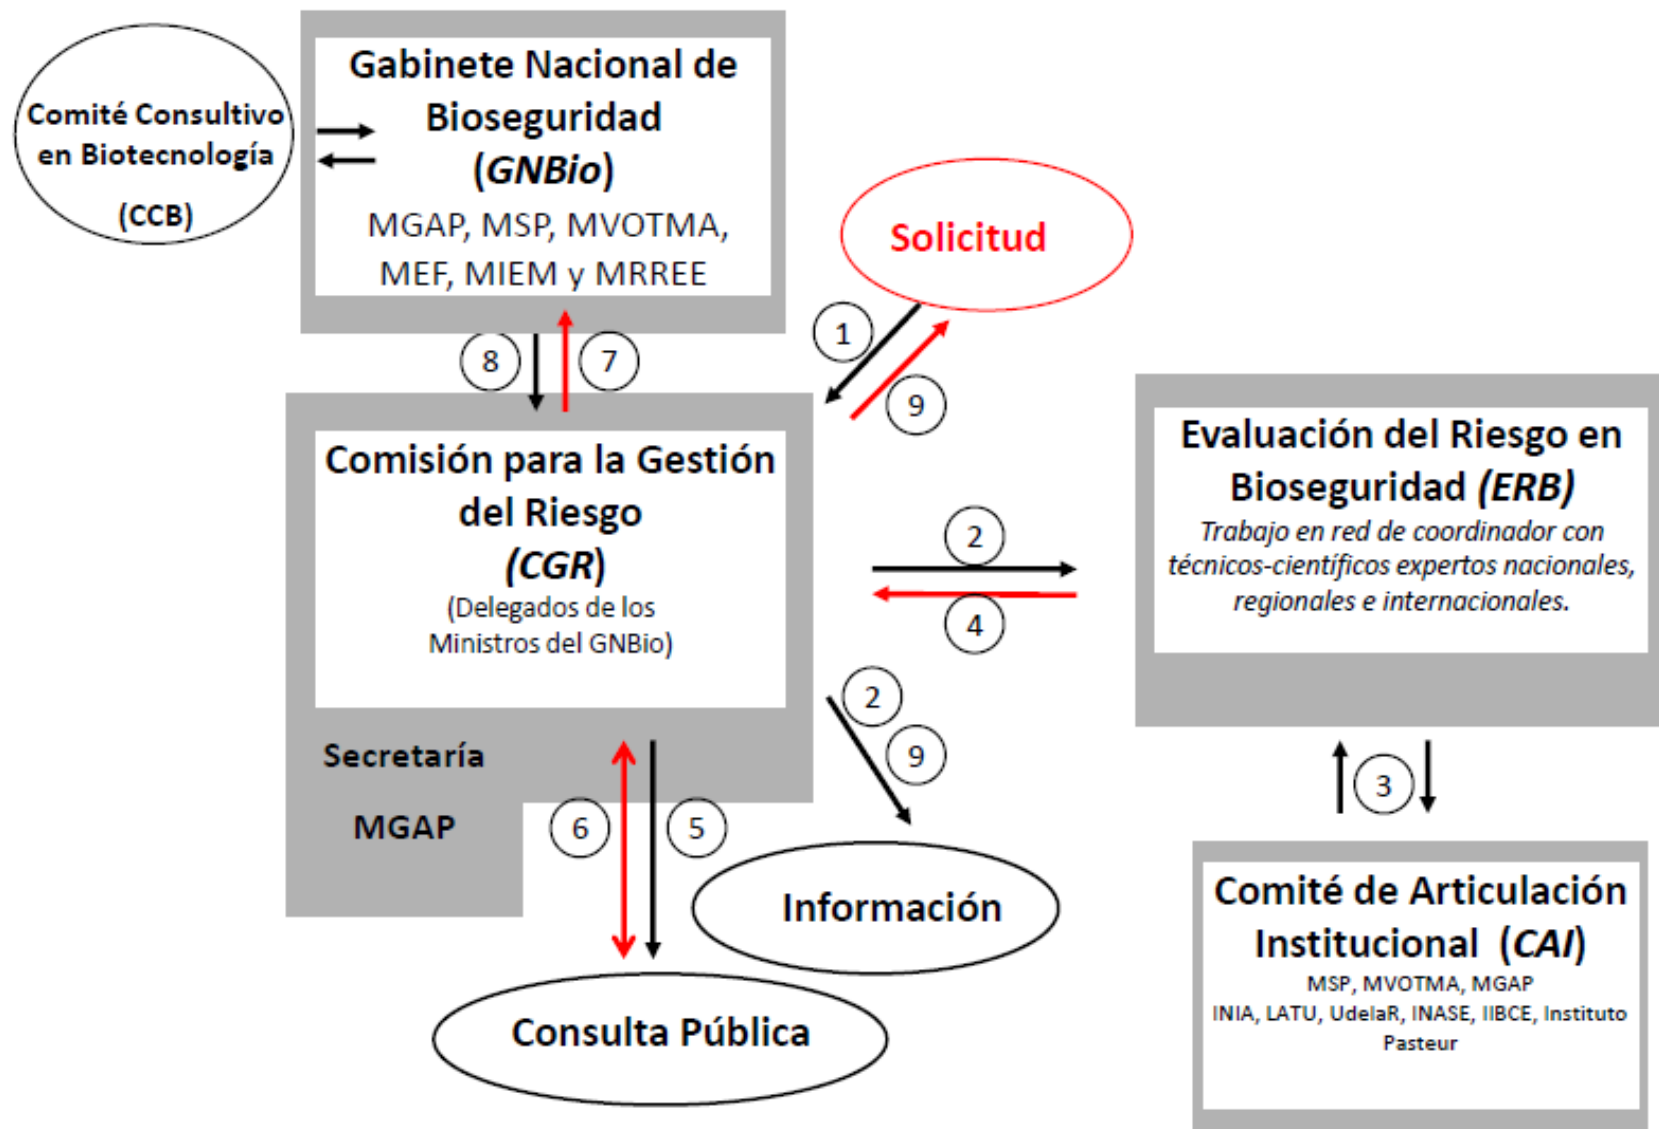 Comité Consultivo
en Biotecnología
(CCB)
Gabinete Nacional de
Bioseguridad
(GNBio)
MGAP, MSP, MVOTMA,
MEF, MIEM y MRREE
Solicitud
1
9
8
7
Comisión para la Gestión
del Riesgo
(CGR)
(Delegados de los
Ministros del GNBio)
Secretaría
MGAP
2
4
Evaluación del Riesgo en
Bioseguridad (ERB)
Trabajo en red de coordinador con
técnicos-científicos expertos nacionales,
regionales e internacionales.
2
9
6
5
3
Información
Consulta Pública
Comité de Articulación
Institucional (CAI)
MSP, MVOTMA, MGAP
INIA, LATU, UdelaR, INASE, IIBCE, Instituto
Pasteur